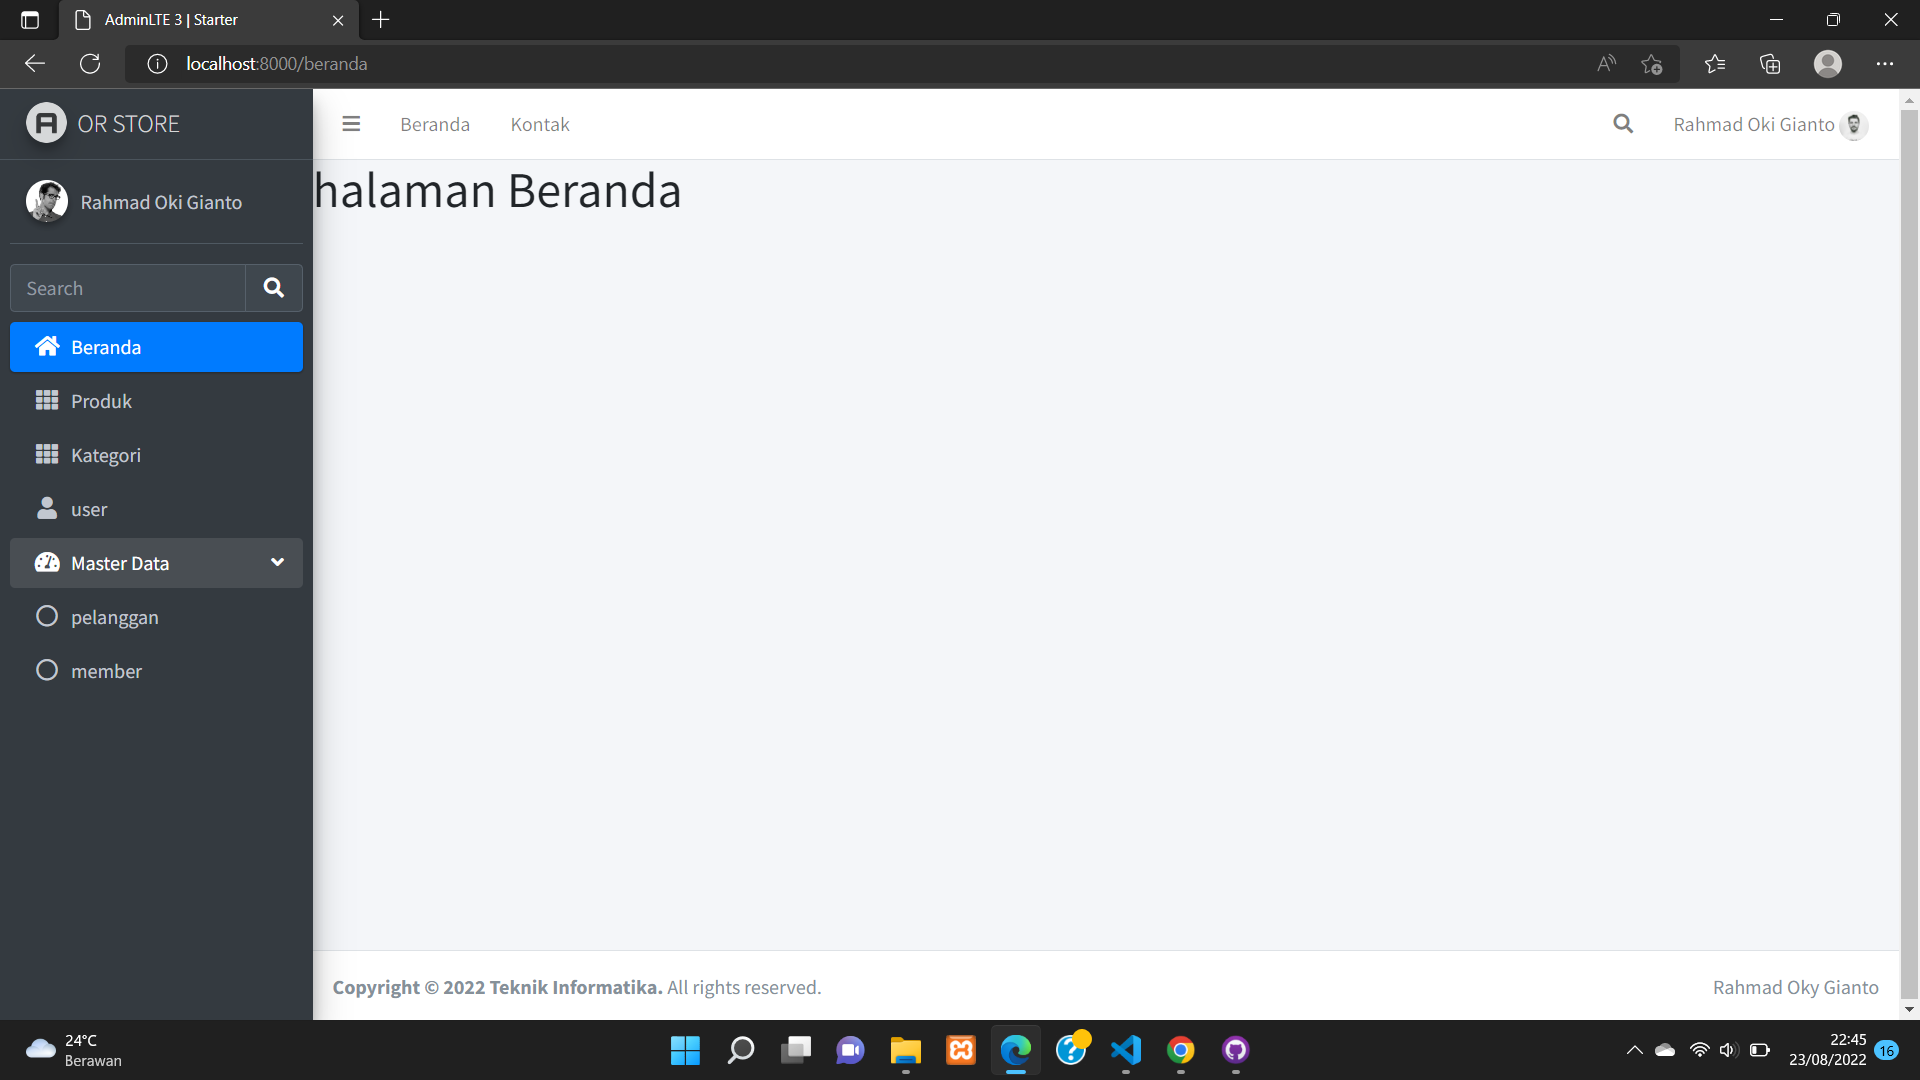 AdminLTE 3 | Starter
localhost:8000/beranda
OR STORE
Beranda
Kontak
Rahmad Oki Gianto
halaman Beranda
Rahmad Oki Gianto
Search
Beranda
Produk
Kategori
user
Master Data
pelanggan
member
Copyright © 2022 Teknik Informatika. All rights reserved.
Rahmad Oky Gianto
24°C
Berawan
22:45
23/08/2022
16